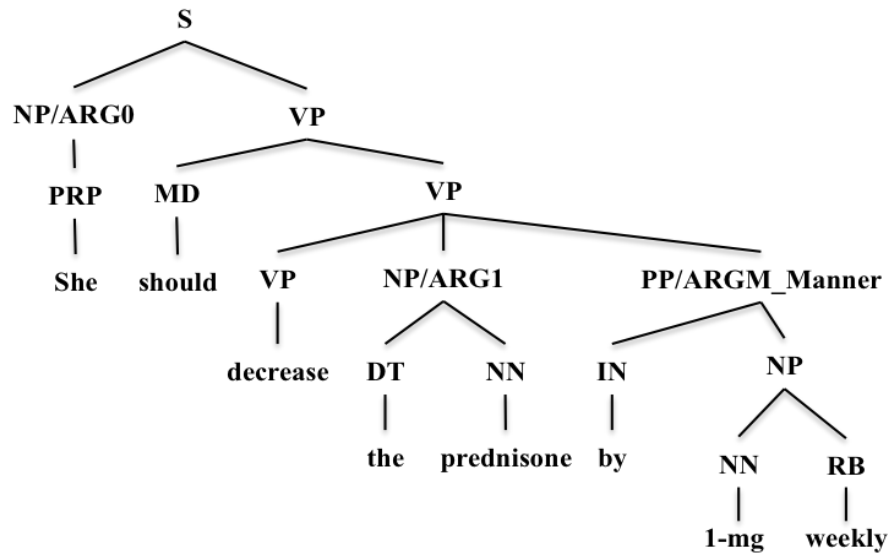 S
NP/ARG0 VP
PRP MD VP
She should VP NP/ARG1 PP/ARGM_Manner
decrease DT NN IN NP
the prednisone by NN RB
1-mg weekly